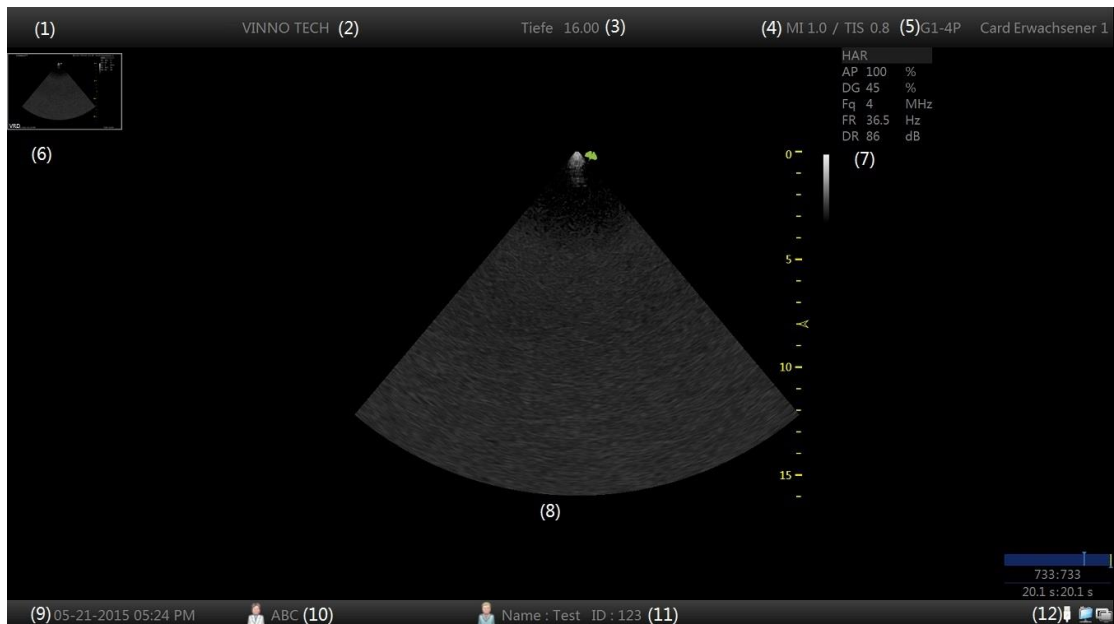 (1) VINNO TECH (2) Tiefe 16.00 (3) (4) MI 1.0 / TIS 0.8 (5) G1-4P Card Erwachsener 1
HAR
AP 100 %
DG 45 %
Fq 4 MHz
FR 36.5 Hz
DR 86 dB
VRD
(6)
(7)
0
5
10
15
(8)
733:733
20.1 s:20.1 s
(9) 05-21-2015 05:24 PM ABC (10) Name : Test ID : 123 (11) (12)